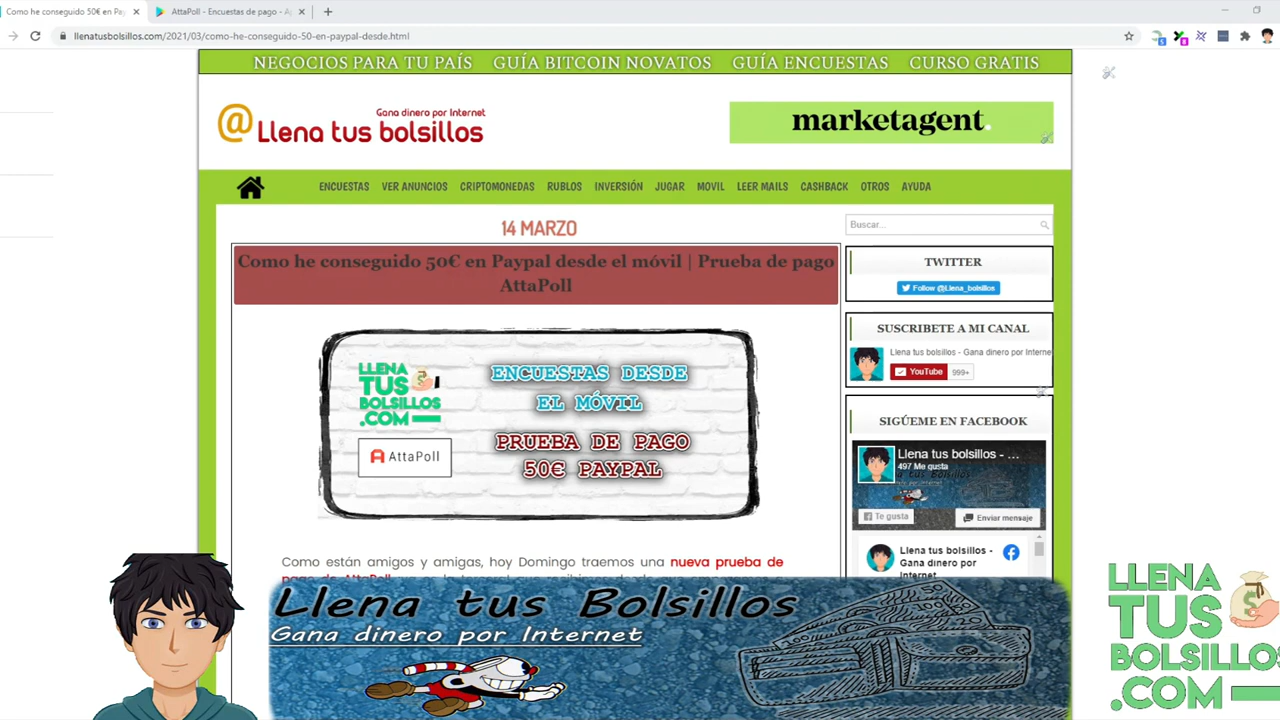 Como he conseguido 50€ en Pay
AttaPoll - Encuestas de pago - A
llenatusbolsillos.com/2021/03/como-he-conseguido-50-en-paypal-desde.html
NEGOCIOS PARA TU PAÍS GUÍA BITCOIN NOVATOS GUÍA ENCUESTAS CURSO GRATIS
Gana dinero por Internet
@Llena tus bolsillos
marketagent.
ENCUESTAS VER ANUNCIOS CRIPTOMONEDAS RUBLOS INVERSIÓN JUGAR MOVIL LEER MAILS CASHBACK OTROS AYUDA
14 MARZO
Como he conseguido 50€ en Paypal desde el móvil | Prueba de pago
AttaPoll
LLENA
TUS
BOLSILLOS
.COM
AttaPoll
ENCUESTAS DESDE
EL MÓVIL
PRUEBA DE PAGO
50€ PAYPAL
Como están amigos y amigas, hoy Domingo traemos una nueva prueba de
Buscar...
TWITTER
Follow @Llena_bolsillos
SUSCRIBETE A MI CANAL
Llena tus bolsillos - Gana dinero por Interne
YouTube 999+
SIGÚEME EN FACEBOOK
Llena tus bolsillos - ...
497 Me gusta
Te gusta
Enviar mensaje
Llena tus bolsillos -
Gana dinero por
Internet
Llena tus Bolsillos
Gana dinero por Internet
LLENA
TUS
BOLSILLOS
.COM